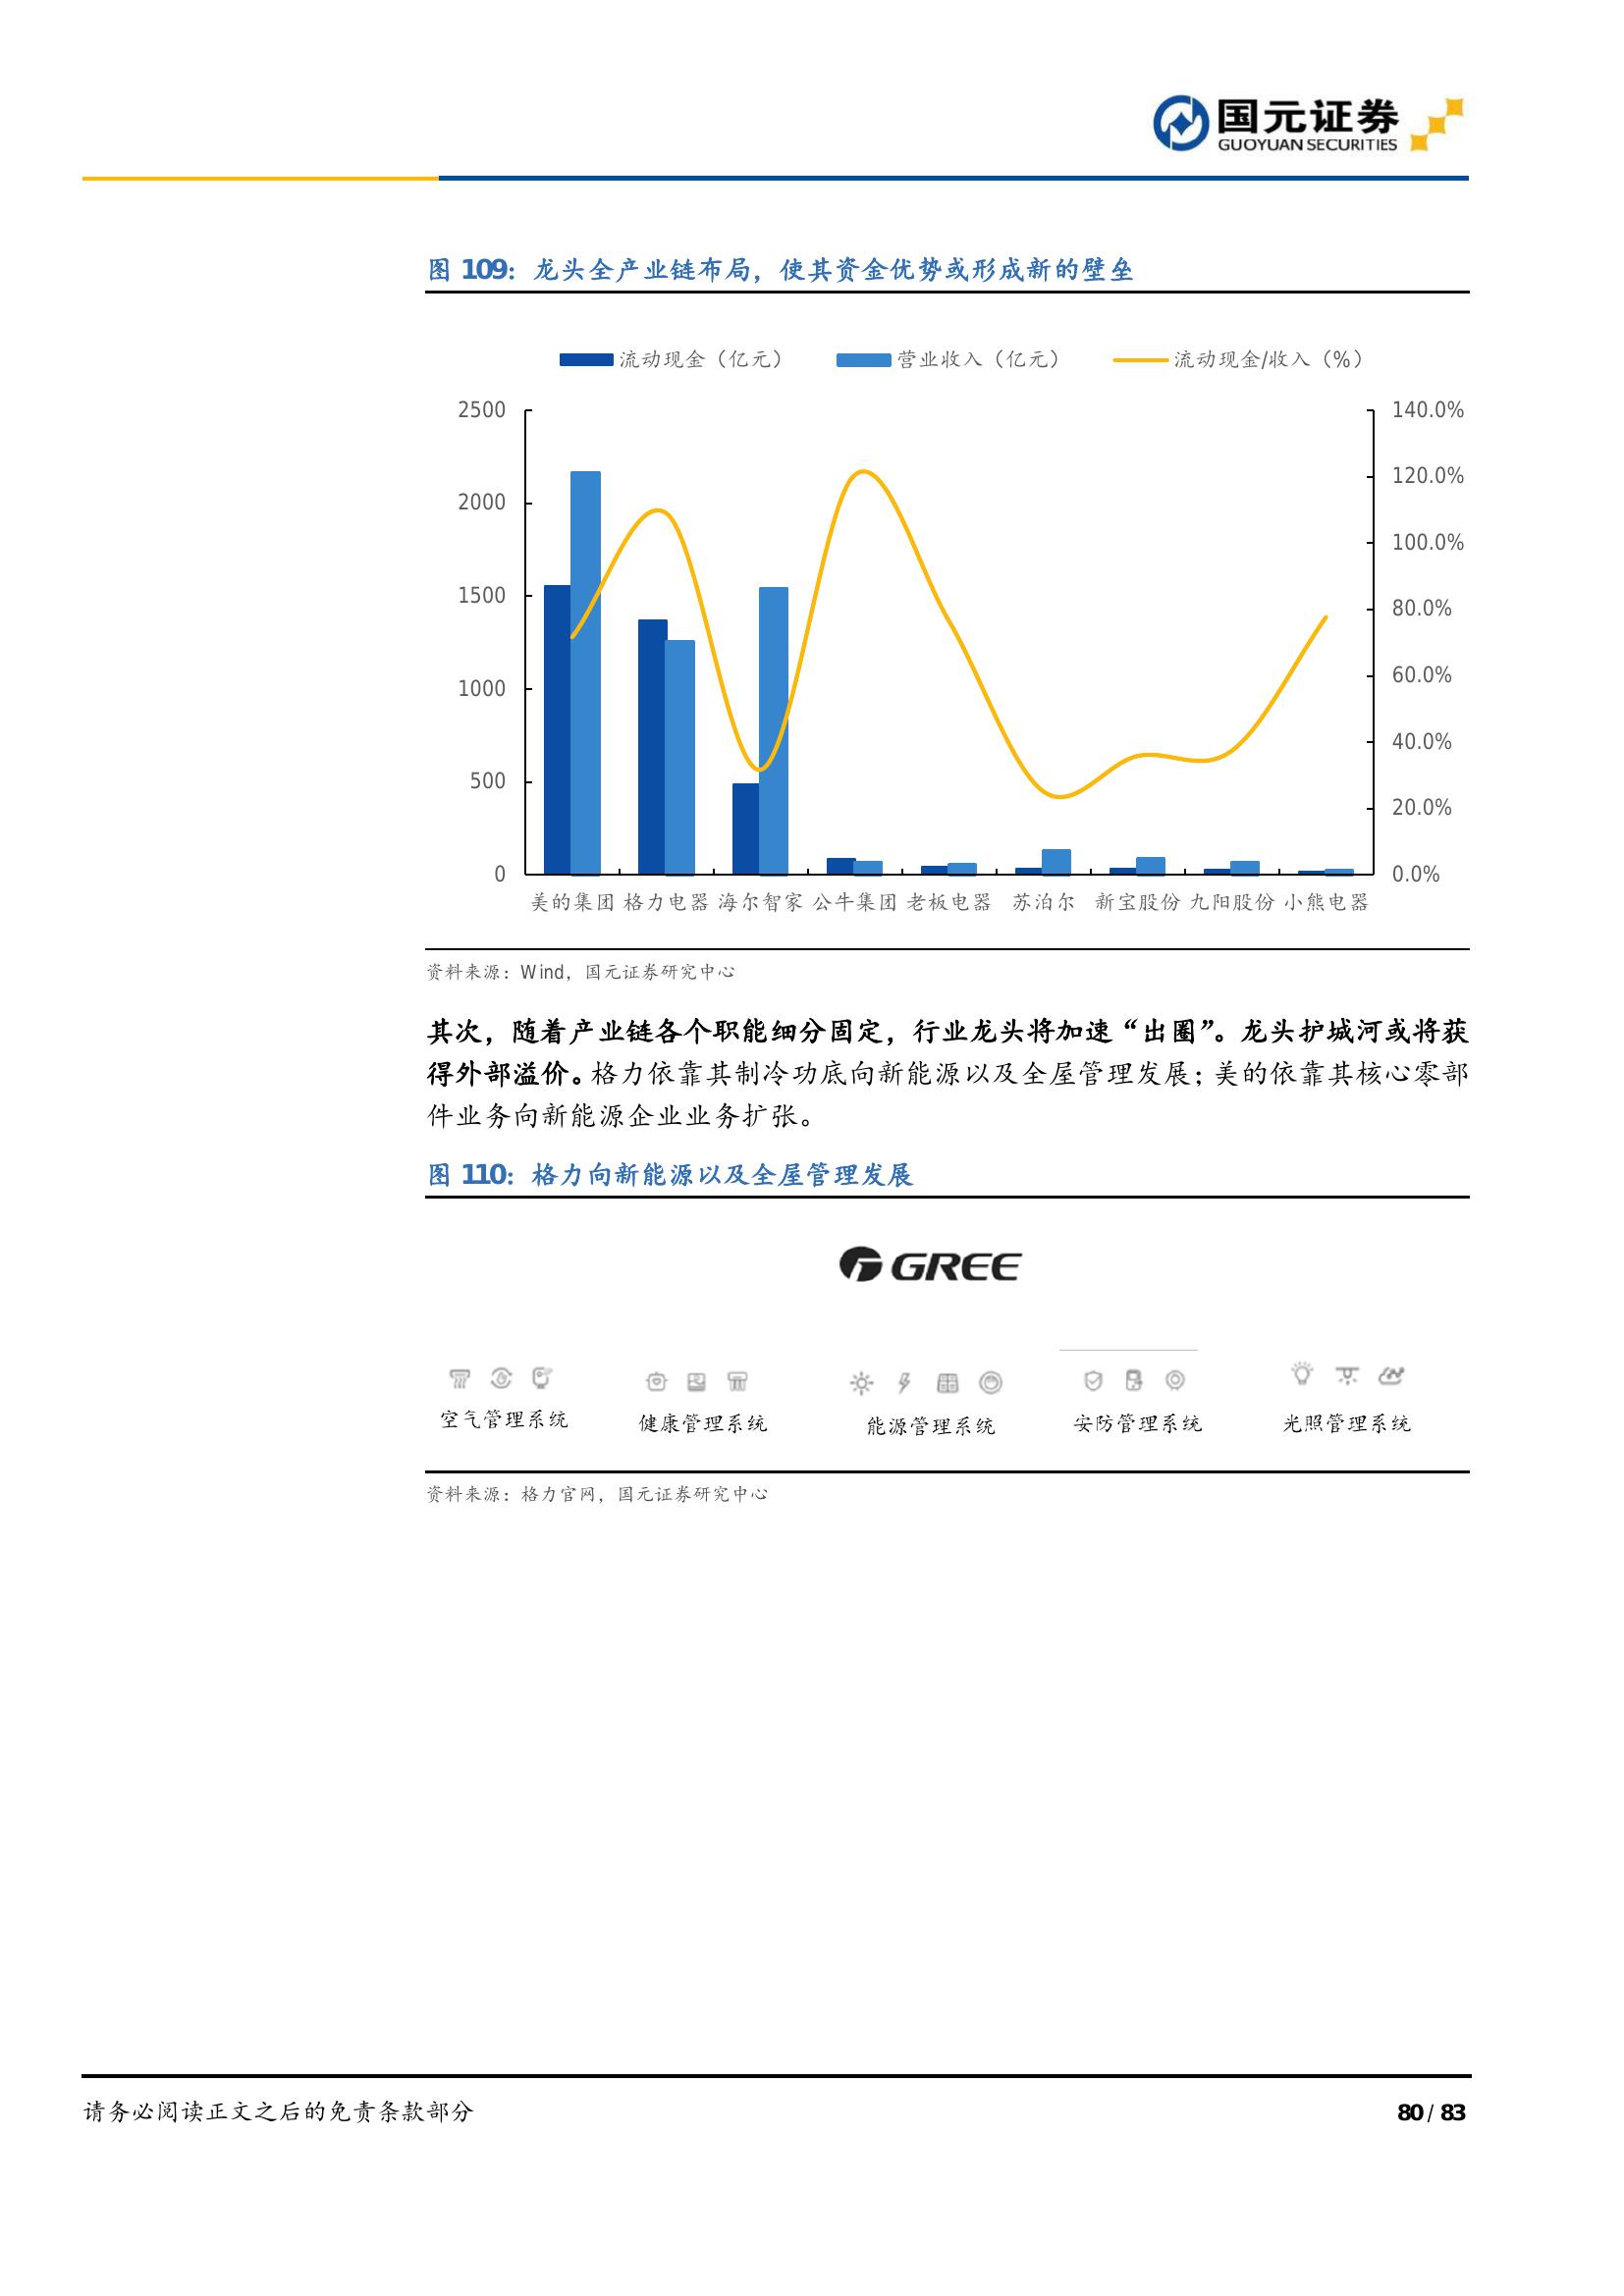 国元证券
GUOYUAN SECURITIES
图 109：龙头全产业链布局，使其资金优势或形成新的壁垒
流动现金（亿元） 营业收入（亿元） 流动现金/收入（%）
2500
2000
1500
1000
500
0
140.0%
120.0%
100.0%
80.0%
60.0%
40.0%
20.0%
0.0%
美的集团 格力电器 海尔智家 公牛集团 老板电器 苏泊尔 新宝股份 九阳股份 小熊电器
资料来源：Wind，国元证券研究中心
其次，随着产业链各个职能细分固定，行业龙头将加速“出圈”。龙头护城河或将获
得外部溢价。格力依靠其制冷功底向新能源以及全屋管理发展；美的依靠其核心零部
件业务向新能源企业业务扩张。
图 110：格力向新能源以及全屋管理发展
GREE
空气管理系统 健康管理系统 能源管理系统 安防管理系统 光照管理系统
资料来源：格力官网，国元证券研究中心
请务必阅读正文之后的免责条款部分 80 / 83